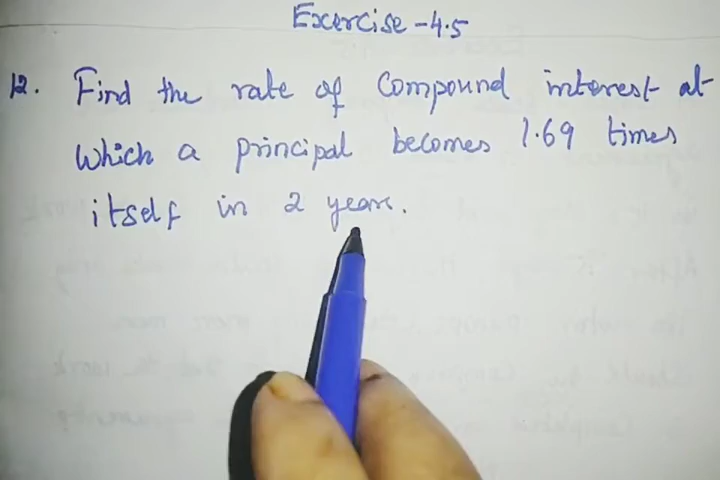 Exercise - 4.5
12. Find the rate of compound interest at
which a principal becomes 1.69 times
itself in 2 years.